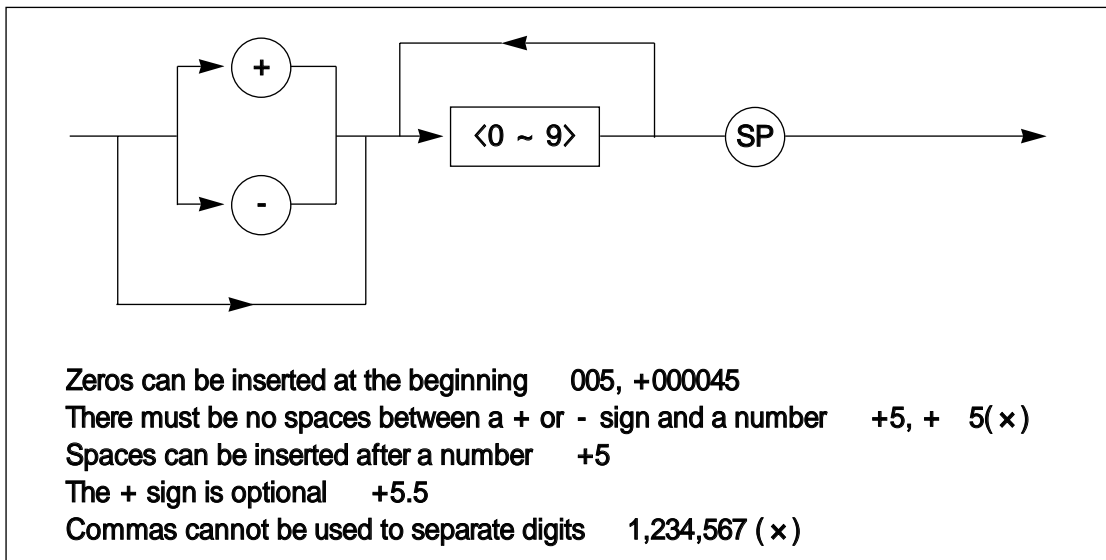 +
<0 ~ 9>
SP
-
Zeros can be inserted at the beginning 005, +000045
There must be no spaces between a + or - sign and a number +5, + 5(×)
Spaces can be inserted after a number +5
The + sign is optional +5.5
Commas cannot be used to separate digits 1,234,567 (×)